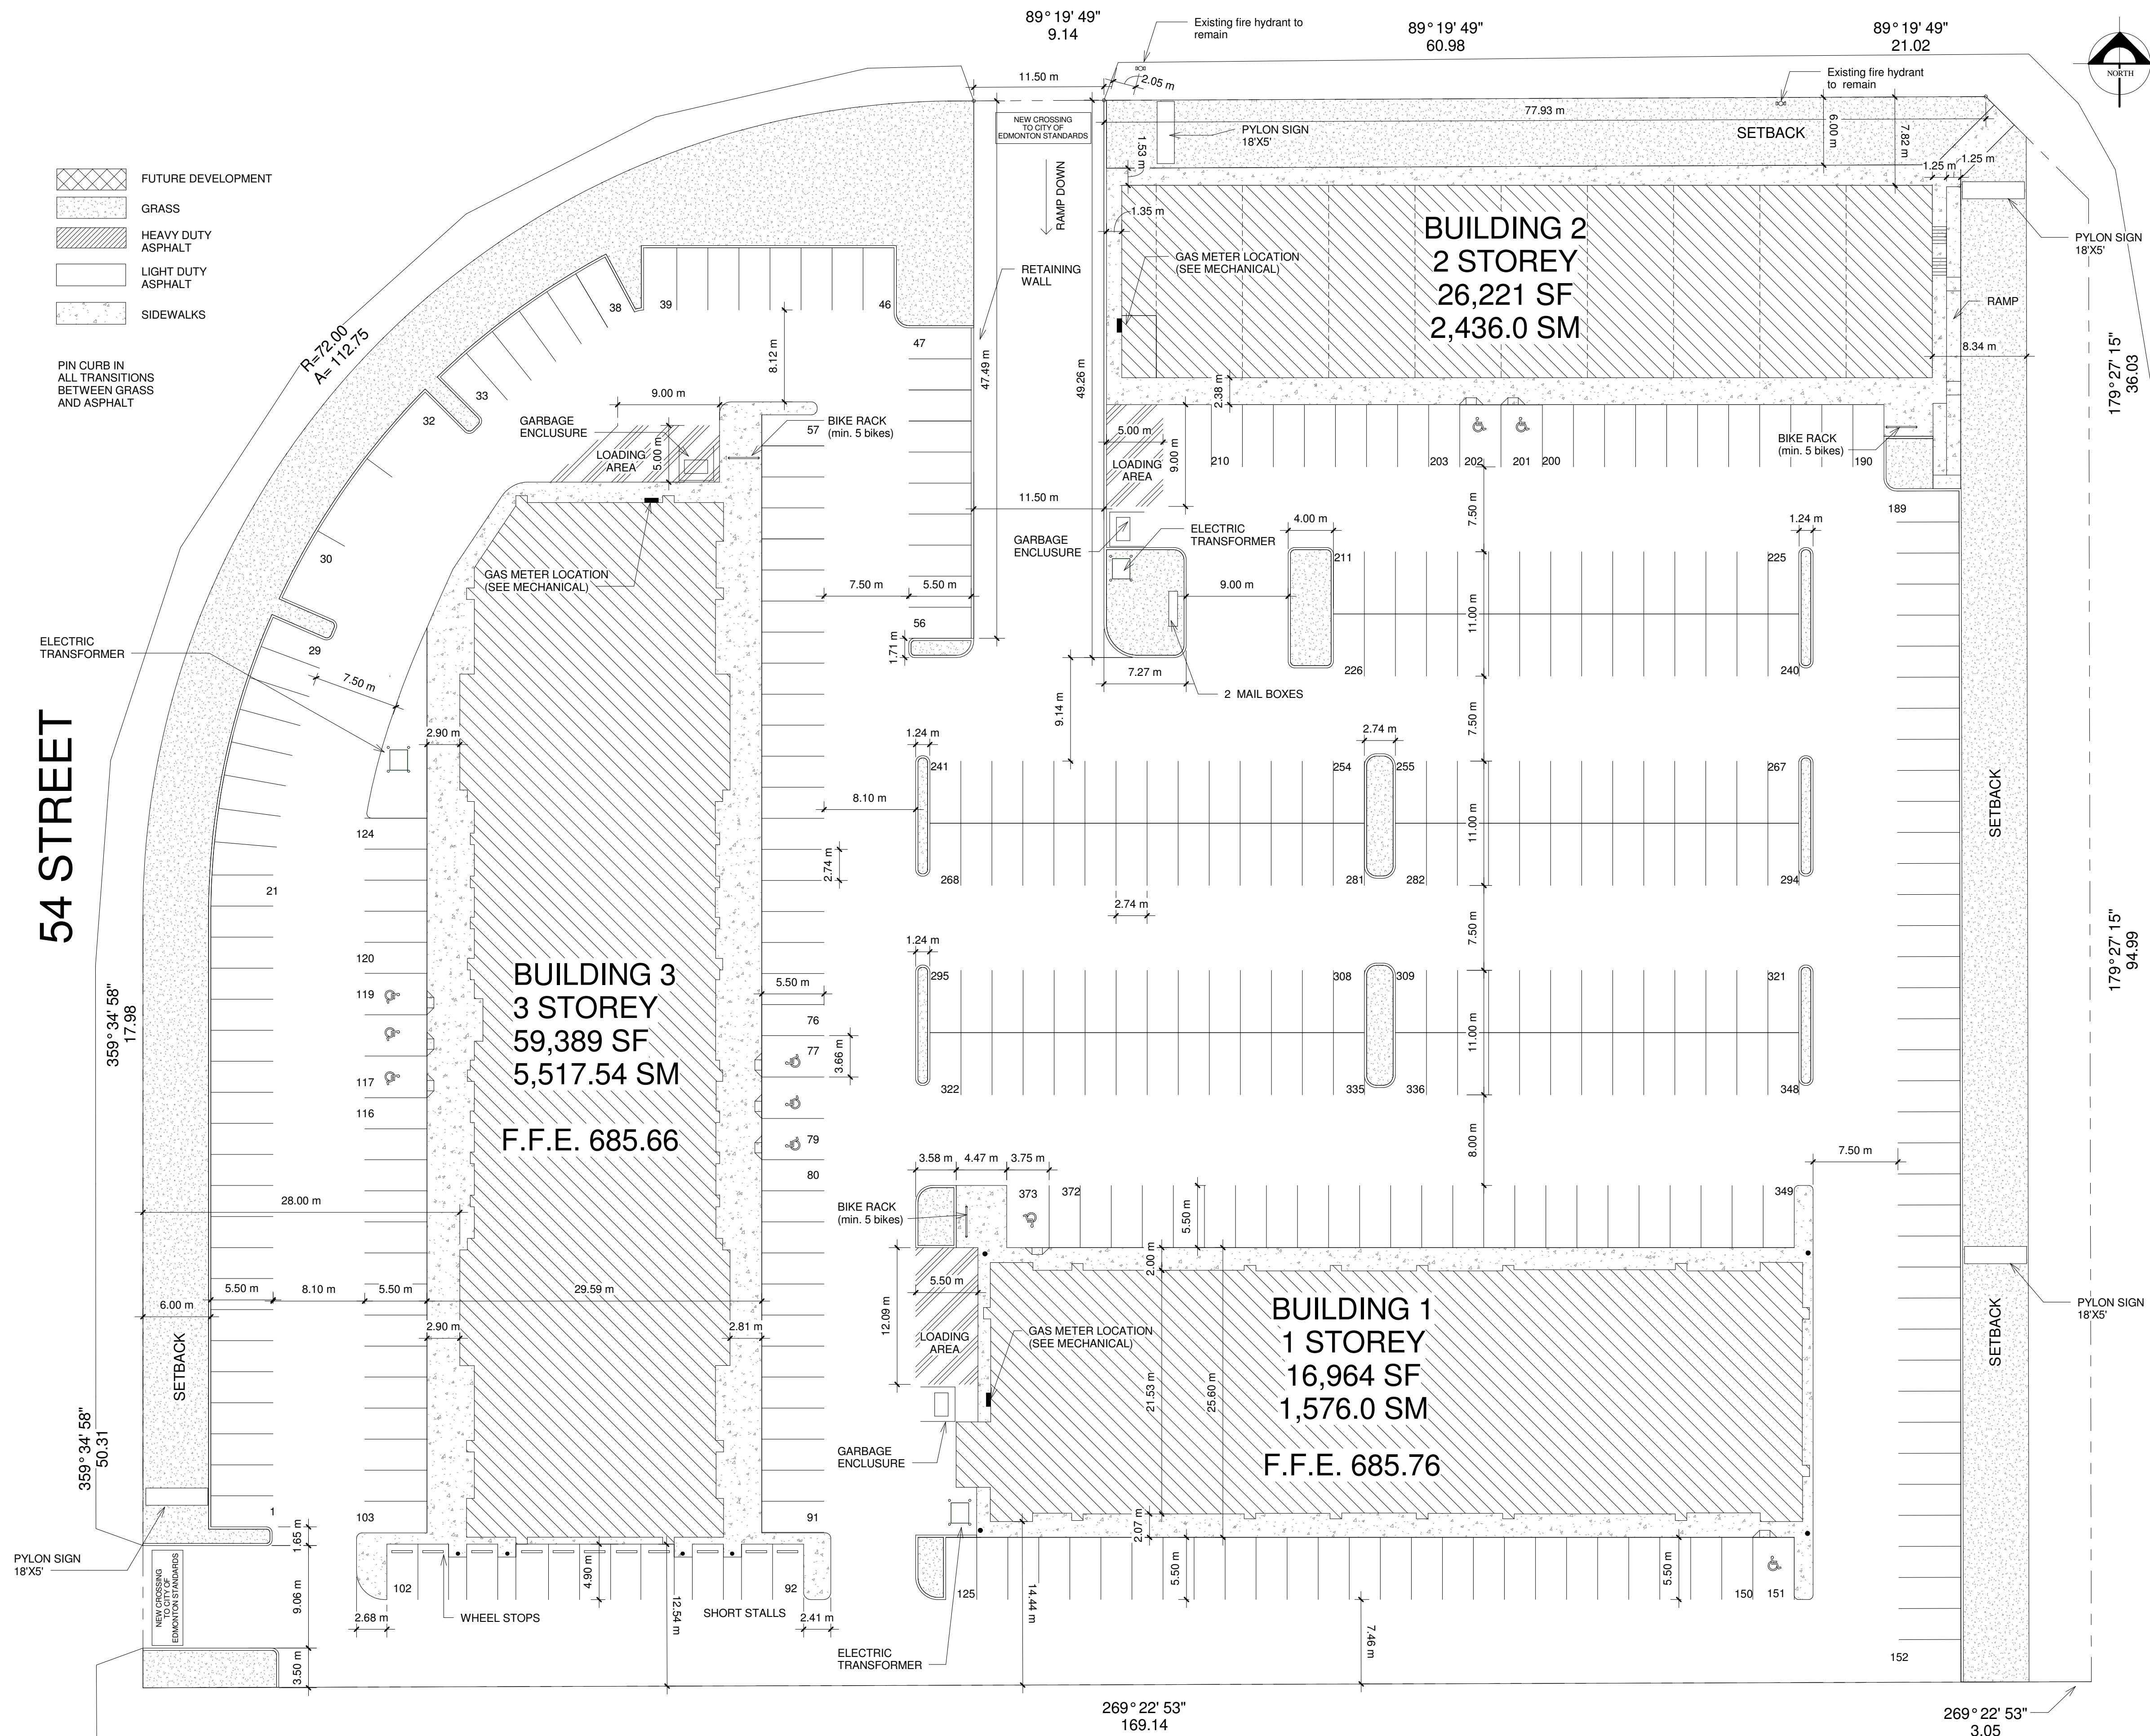 89° 19' 49"
9.14
Existing fire hydrant to
remain
89° 19' 49"
60.98
89° 19' 49"
21.02
NORTH
11.50 m
2.05 m
Existing fire hydrant
to remain
77.93 m
NEW CROSSING
TO CITY OF
EDMONTON STANDARDS
PYLON SIGN
18'X5'
SETBACK
6.00 m
7.82 m
1.53 m
1.25 m
1.25 m
RAMP DOWN
FUTURE DEVELOPMENT
GRASS
HEAVY DUTY
ASPHALT
LIGHT DUTY
ASPHALT
SIDEWALKS
PIN CURB IN
ALL TRANSITIONS
BETWEEN GRASS
AND ASPHALT
1.35 m
BUILDING 2
2 STOREY
26,221 SF
2,436.0 SM
GAS METER LOCATION
(SEE MECHANICAL)
RETAINING
WALL
PYLON SIGN
18'X5'
RAMP
8.34 m
179° 27' 15"
36.03
R=72.00
A= 112.75
38
39
46
47
8.12 m
47.49 m
49.26 m
2.38 m
33
32
9.00 m
GARBAGE
ENCLUSURE
LOADING
AREA
5.00 m
57
BIKE RACK
(min. 5 bikes)
5.00 m
LOADING
AREA
9.00 m
210
203
202
201
200
190
BIKE RACK
(min. 5 bikes)
11.50 m
7.50 m
189
30
GAS METER LOCATION
(SEE MECHANICAL)
GARBAGE
ENCLUSURE
ELECTRIC
TRANSFORMER
4.00 m
1.24 m
211
225
7.50 m
5.50 m
9.00 m
11.00 m
56
1.71 m
29
ELECTRIC
TRANSFORMER
7.50 m
7.27 m
226
240
2 MAIL BOXES
9.14 m
7.50 m
54 STREET
2.90 m
1.24 m
2.74 m
241
254
255
267
8.10 m
SETBACK
11.00 m
124
2.74 m
268
281
282
294
21
2.74 m
7.50 m
179° 27' 15"
94.99
120
119
117
116
BUILDING 3
3 STOREY
59,389 SF
5,517.54 SM
F.F.E. 685.66
1.24 m
5.50 m
295
308
309
321
359° 34' 58"
17.98
76
77
3.66 m
79
80
11.00 m
322
335
336
348
8.00 m
3.58 m
4.47 m
3.75 m
7.50 m
373
372
349
28.00 m
BIKE RACK
(min. 5 bikes)
5.50 m
2.00 m
5.50 m
8.10 m
5.50 m
29.59 m
6.00 m
SETBACK
2.90 m
2.81 m
12.09 m
5.50 m
LOADING
AREA
GAS METER LOCATION
(SEE MECHANICAL)
BUILDING 1
1 STOREY
16,964 SF
1,576.0 SM
F.F.E. 685.76
21.53 m
25.60 m
SETBACK
PYLON SIGN
18'X5'
359° 34' 58"
50.31
GARBAGE
ENCLUSURE
1
103
91
1.65 m
2.07 m
PYLON SIGN
18'X5'
NEW CROSSING
TO CITY OF
EDMONTON STANDARDS
9.06 m
102
4.90 m
92
125
5.50 m
5.50 m
150
151
2.68 m
WHEEL STOPS
12.54 m
SHORT STALLS
2.41 m
14.44 m
7.46 m
3.50 m
ELECTRIC
TRANSFORMER
152
269° 22' 53"
169.14
269° 22' 53"
3.05